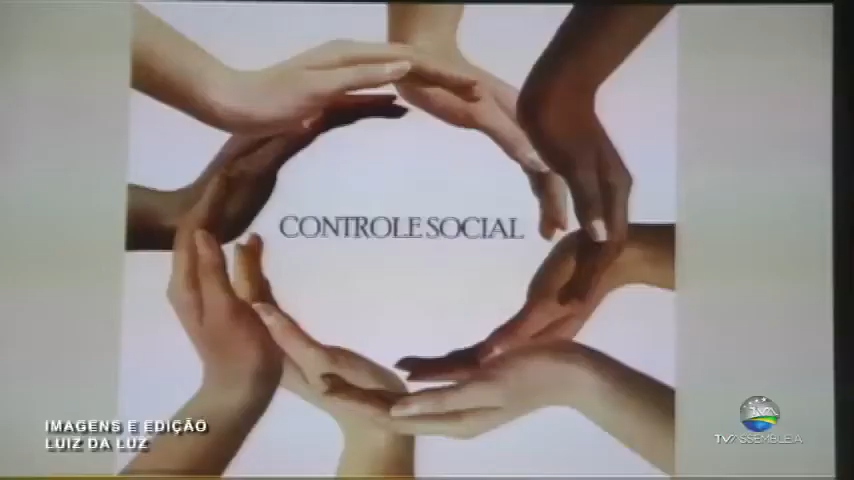 CONTROLE SOCIAL
IMAGENS E EDIÇÃO
LUIZ DA LUZ
TV ASSEMBLEIA